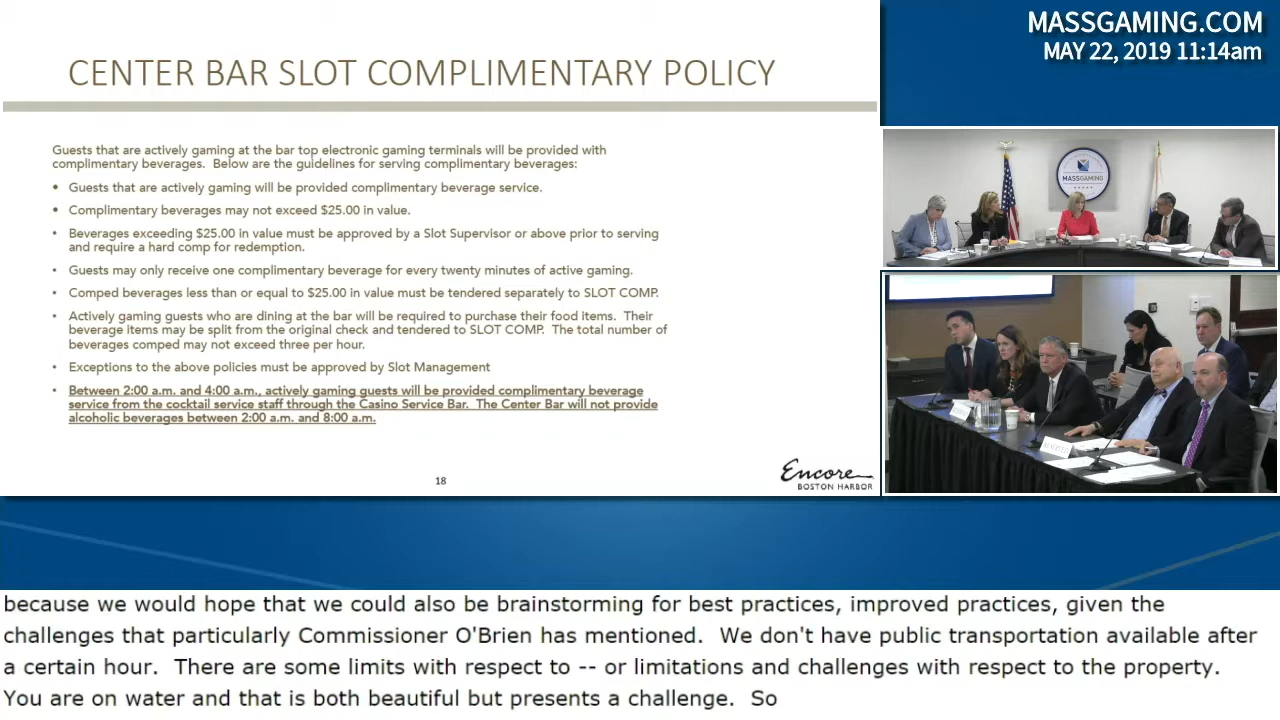 MASSGAMING.COM
MAY 22, 2019 11:14am
CENTER BAR SLOT COMPLIMENTARY POLICY
Guests that are actively gaming at the bar top electronic gaming terminals will be provided with
complimentary beverages. Below are the guidelines for serving complimentary beverages:
• Guests that are actively gaming will be provided complimentary beverage service.
• Complimentary beverages may not exceed $25.00 in value.
• Beverages exceeding $25.00 in value must be approved by a Slot Supervisor or above prior to serving
and require a hard comp for redemption.
• Guests may only receive one complimentary beverage for every twenty minutes of active gaming.
• Comped beverages less than or equal to $25.00 in value must be tendered separately to SLOT COMP.
• Actively gaming guests who are dining at the bar will be required to purchase their food items. Their
beverage items may be split from the original check and tendered to SLOT COMP. The total number of
beverages comped may not exceed three per hour.
• Exceptions to the above policies must be approved by Slot Management
• Between 2:00 a.m. and 4:00 a.m., actively gaming guests will be provided complimentary beverage
service from the cocktail service staff through the Casino Service Bar. The Center Bar will not provide
alcoholic beverages between 2:00 a.m. and 8:00 a.m.
18
Encore
BOSTON HARBOR
MASSGAMING
because we would hope that we could also be brainstorming for best practices, improved practices, given the
challenges that particularly Commissioner O'Brien has mentioned. We don't have public transportation available after
a certain hour. There are some limits with respect to -- or limitations and challenges with respect to the property.
You are on water and that is both beautiful but presents a challenge. So